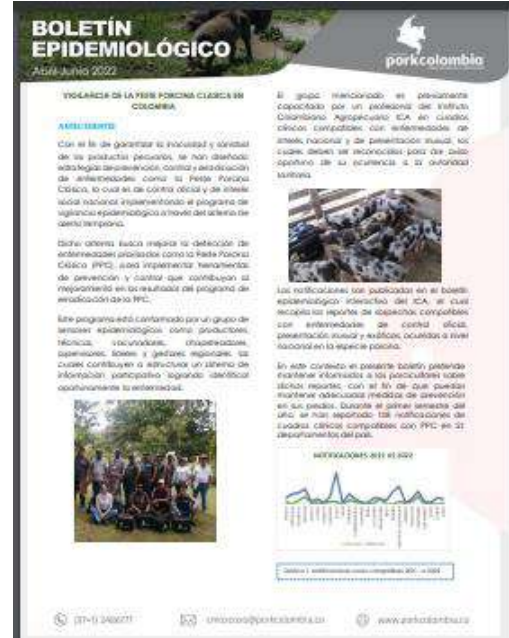 BOLETÍN
EPIDEMIOLÓGICO
Abril-Junio 2022
porkcolombia
VIGILANCIA DE LA PESTE PORCINA CLÁSICA EN
COLOMBIA
ANTECEDENTES
Con el fin de garantizar la inocuidad y sanidad
de los productos pecuarios, se han diseñado
estrategias de prevención, control y erradicación
de enfermedades como la Peste Porcina
Clásica, la cual es de control oficial y de interés
social nacional implementando el programa de
vigilancia epidemiológica a través del sistema de
alerta temprana.
Dicho sistema busca mejorar la detección de
enfermedades priorizadas como la Peste Porcina
Clásica (PPC), para implementar herramientas
de prevención y control que contribuyan al
mejoramiento en los resultados del programa de
erradicación de la PPC.
Este programa está conformado por un grupo de
sensores epidemiológicos como productores,
técnicos, vacunadores, chapeteadores,
supervisores, líderes y gestores regionales, los
cuales contribuyen a estructurar un sistema de
información participativo logrando identificar
oportunamente la enfermedad.
El grupo mencionado es previamente
capacitado por un profesional del Instituto
Colombiano Agropecuario ICA en cuadros
clínicos compatibles con enfermedades de
interés nacional y de presentación inusual, los
cuales deben ser reconocidos para dar aviso
oportuno de su ocurrencia a la autoridad
sanitaria.
Las notificaciones son publicadas en el boletín
epidemiológico interactivo del ICA, el cual
recopila los reportes de sospechas compatibles
con enfermedades de control oficial,
presentación inusual y exóticas, ocurridas a nivel
nacional en la especie porcina.
En este contexto el presente boletín pretende
mantener informados a los porcicultores sobre
dichos reportes, con el fin de que puedan
mantener adecuadas medidas de prevención
en sus predios. Durante el primer semestre del
año, se han reportado 158 notificaciones de
cuadros clínicos compatibles con PPC en 21
departamentos del país.
NOTIFICACIONES 2021 VS 2022
www.porkcolombia.co